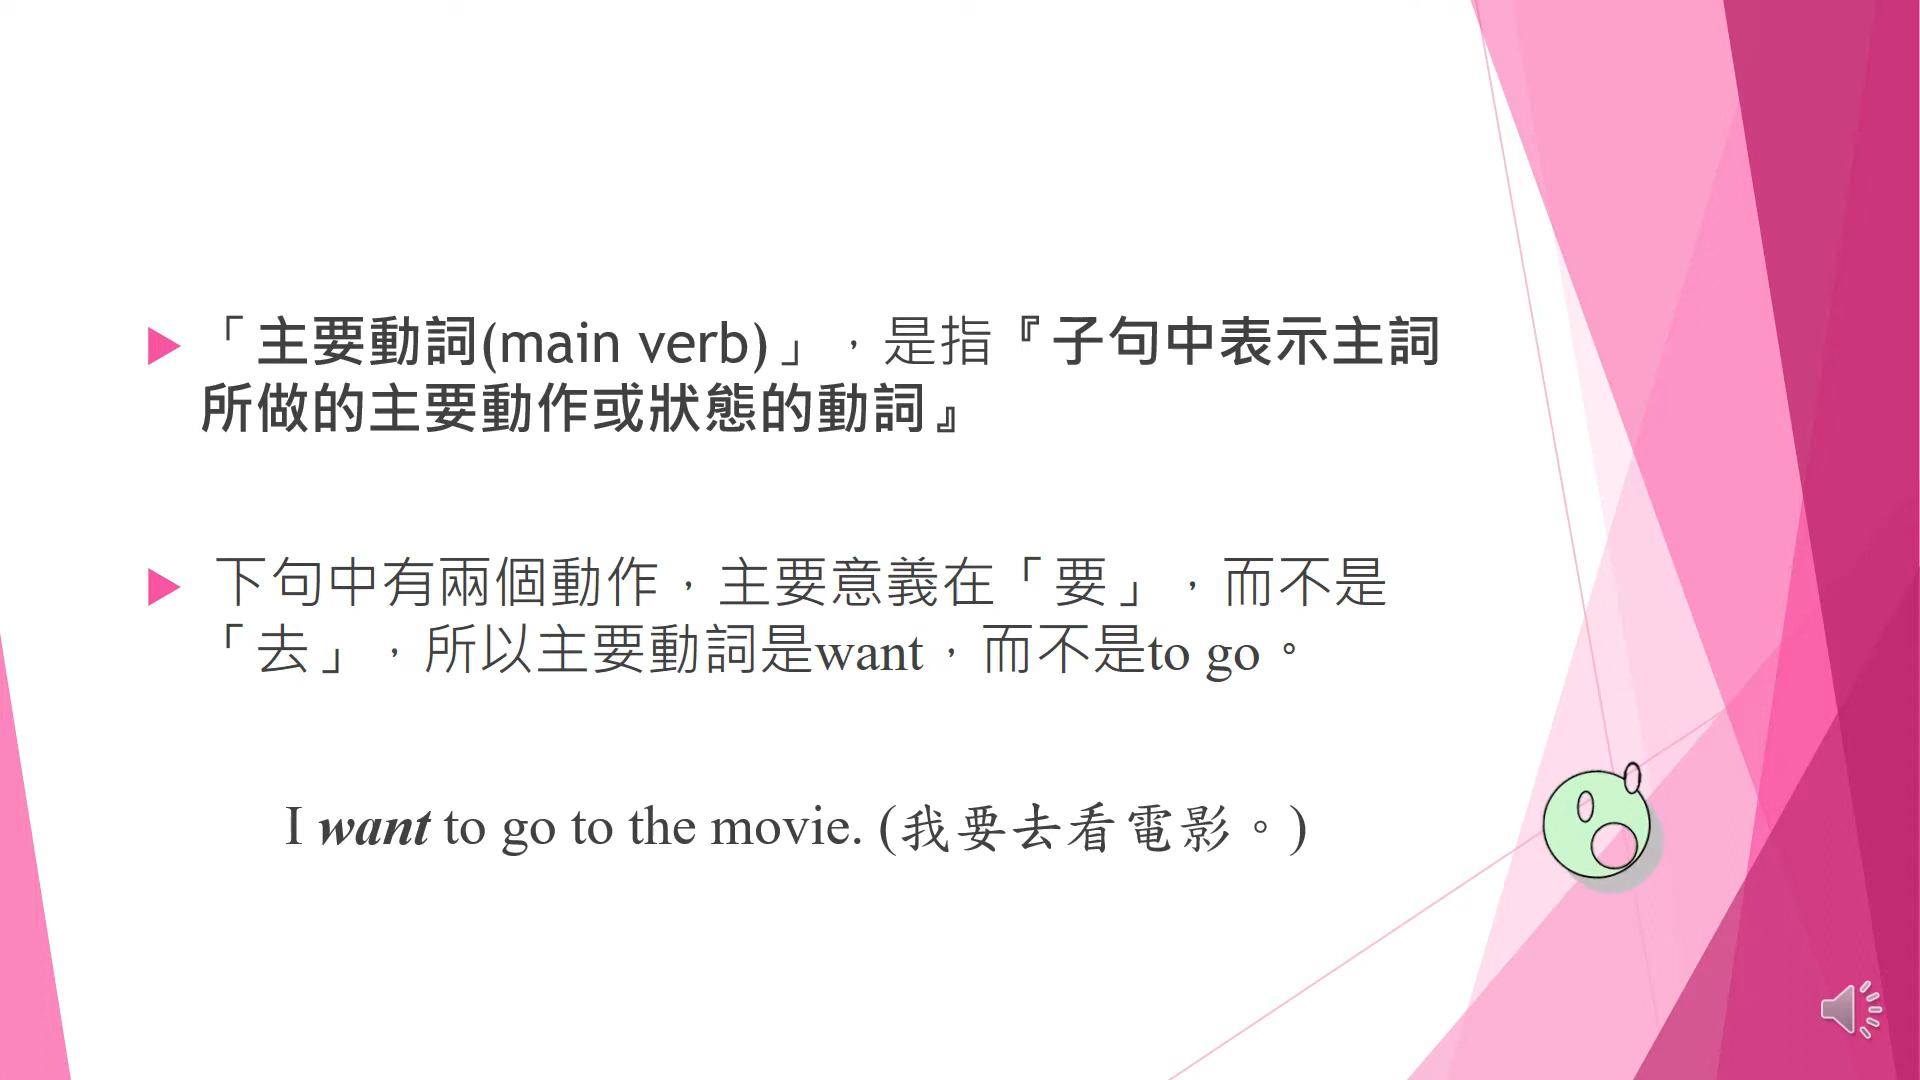 「主要動詞(main verb)」，是指『子句中表示主詞
所做的主要動作或狀態的動詞』
下句中有兩個動作，主要意義在「要」，而不是
「去」，所以主要動詞是want，而不是to go。
I want to go to the movie. (我要去看電影。)